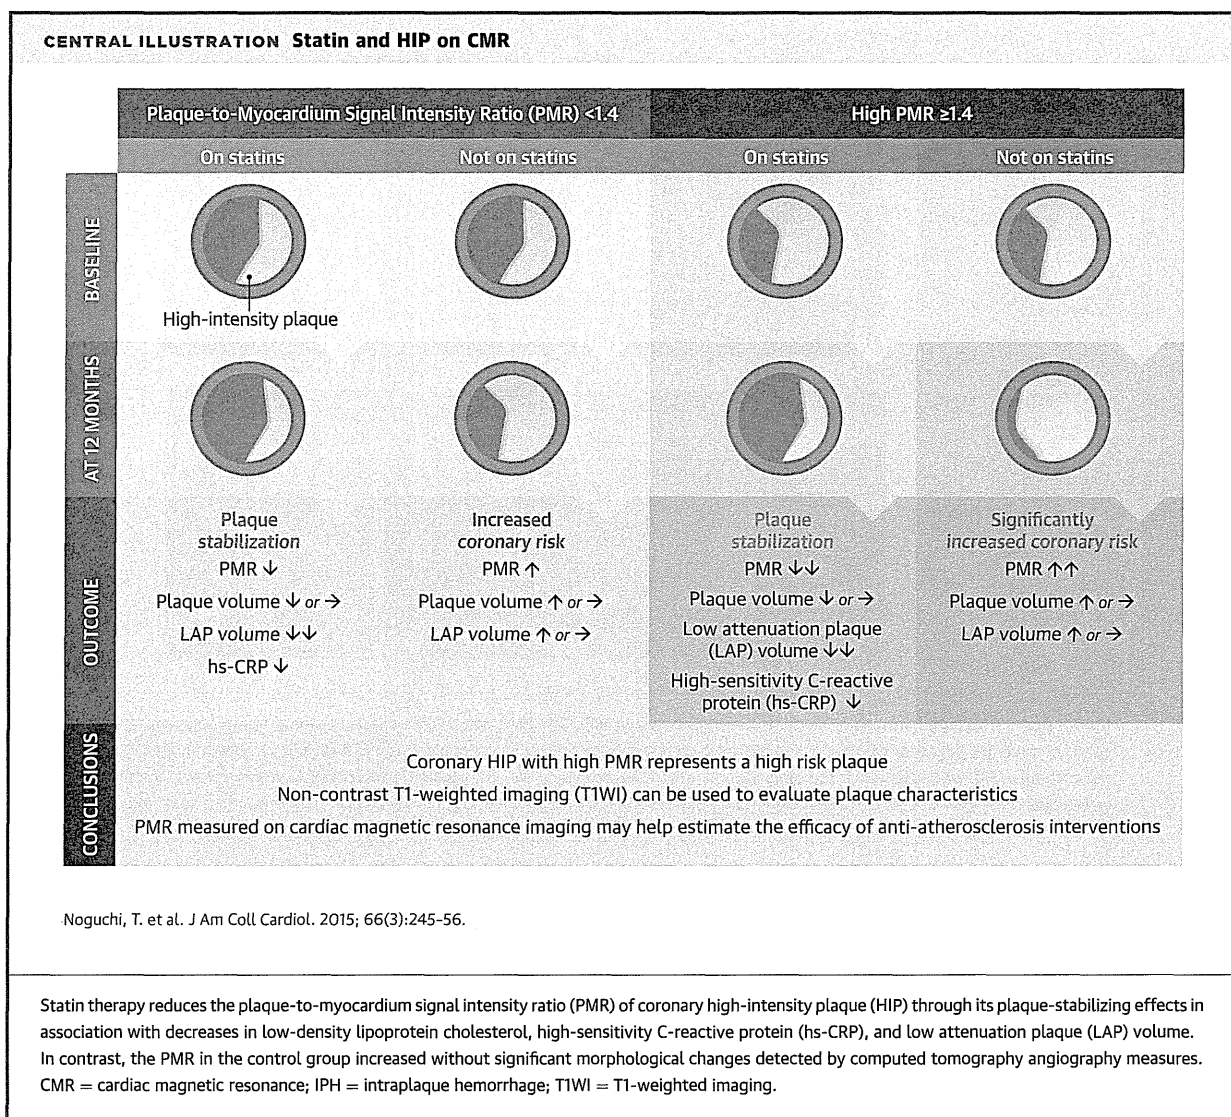 CENTRAL ILLUSTRATION Statin and HIP on CMR
Plaque-to-Myocardium Signal Intensity Ratio (PMR) <1.4
High PMR ≥1.4
On statins
Not on statins
On statins
Not on statins
BASELINE
High-intensity plaque
AT 12 MONTHS
OUTCOME
Plaque
stabilization
PMR ↓
Plaque volume ↓ or →
LAP volume ↓↓
hs-CRP ↓
Increased
coronary risk
PMR ↑
Plaque volume ↑ or →
LAP volume ↑ or →
Plaque
stabilization
PMR ↓↓
Plaque volume ↓ or →
Low attenuation plaque
(LAP) volume ↓↓
High-sensitivity C-reactive
protein (hs-CRP) ↓
Significantly
increased coronary risk
PMR ↑↑
Plaque volume ↑ or →
LAP volume ↑ or →
CONCLUSIONS
Coronary HIP with high PMR represents a high risk plaque
Non-contrast T1-weighted imaging (T1WI) can be used to evaluate plaque characteristics
PMR measured on cardiac magnetic resonance imaging may help estimate the efficacy of anti-atherosclerosis interventions
Noguchi, T. et al. J Am Coll Cardiol. 2015; 66(3):245-56.
Statin therapy reduces the plaque-to-myocardium signal intensity ratio (PMR) of coronary high-intensity plaque (HIP) through its plaque-stabilizing effects in
association with decreases in low-density lipoprotein cholesterol, high-sensitivity C-reactive protein (hs-CRP), and low attenuation plaque (LAP) volume.
In contrast, the PMR in the control group increased without significant morphological changes detected by computed tomography angiography measures.
CMR = cardiac magnetic resonance; IPH = intraplaque hemorrhage; T1WI = T1-weighted imaging.